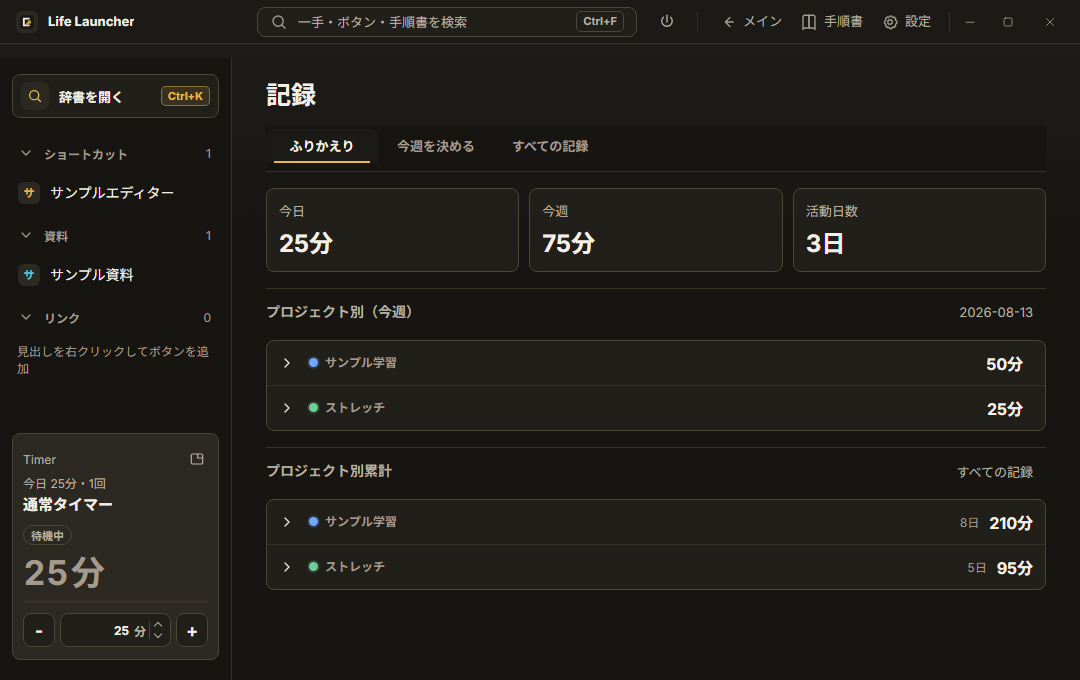 Life Launcher
一手・ボタン・手順書を検索
Ctrl+F
メイン
手順書
設定
辞書を開く
Ctrl+K
ショートカット
1
サ
サンプルエディター
資料
1
サ
サンプル資料
リンク
0
見出しを右クリックしてボタンを追
加
Timer
今日 25分・1回
通常タイマー
待機中
25分
-
25 分
+
記録
ふりかえり
今週を決める
すべての記録
今日
25分
今週
75分
活動日数
3日
プロジェクト別（今週）
2026-08-13
サンプル学習
50分
ストレッチ
25分
プロジェクト別累計
すべての記録
サンプル学習
8日 210分
ストレッチ
5日 95分